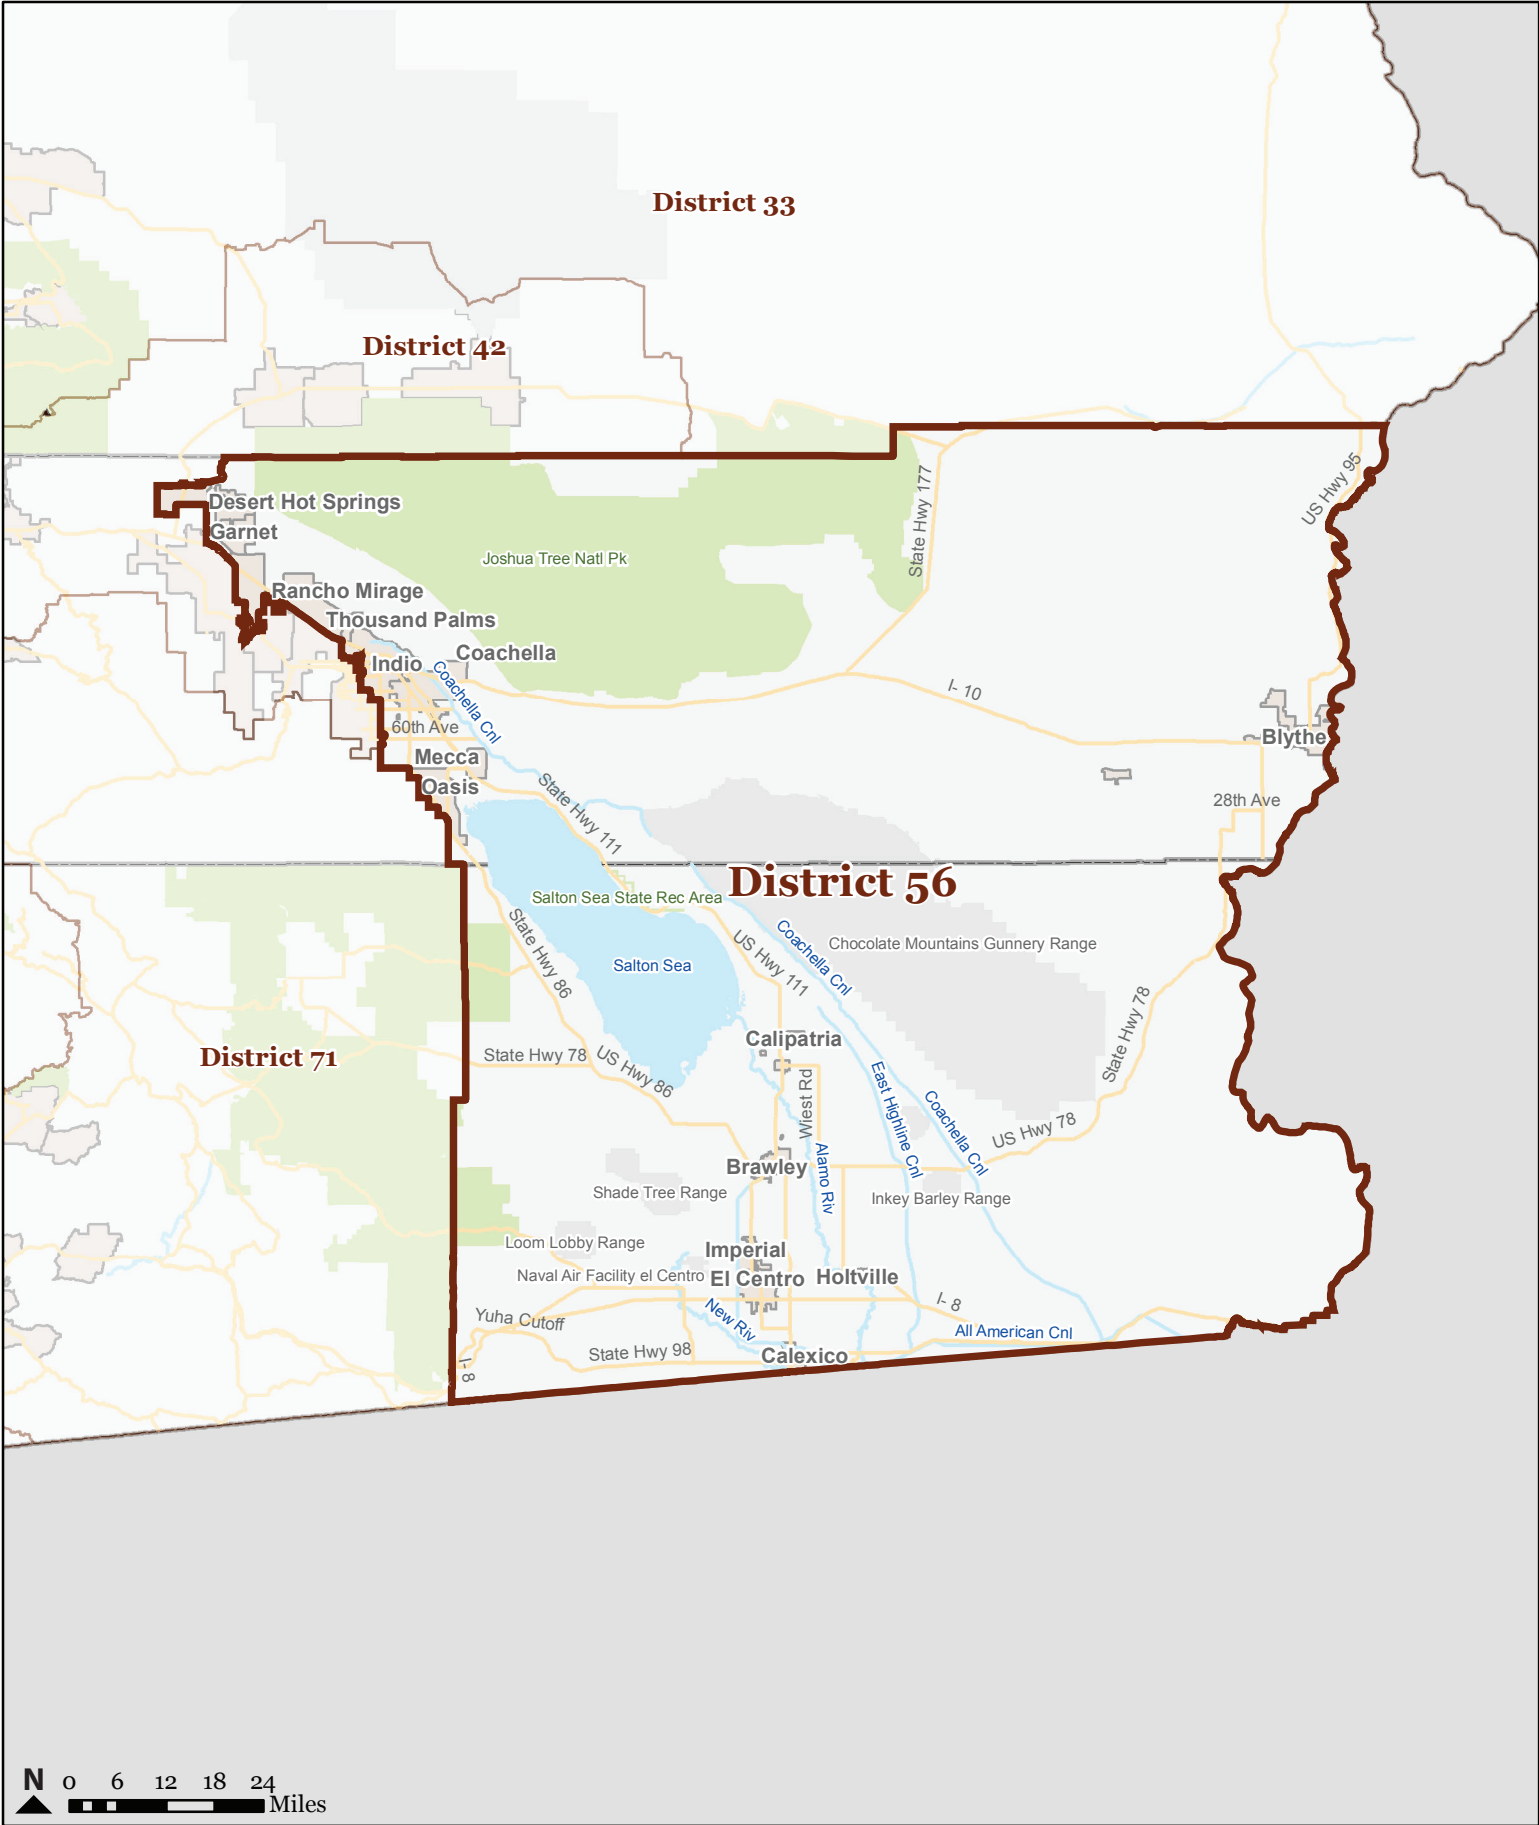 District 33
District 42
US Hwy 95
State Hwy 177
Desert Hot Springs
Garnet
Joshua Tree Natl Pk
Rancho Mirage
Thousand Palms
Coachella
Indio
Coachella Cnl
I- 10
60th Ave
Blythe
Mecca
Oasis
State Hwy 111
28th Ave
District 56
Salton Sea State Rec Area
State Hwy 86
US Hwy 111
Coachella Cnl
Chocolate Mountains Gunnery Range
Salton Sea
State Hwy 78
Calipatria
District 71
State Hwy 78
US Hwy 86
Wiest Rd
East Highline Cnl
Coachella Cnl
US Hwy 78
Alamo Riv
Brawley
Shade Tree Range
Inkey Barley Range
Loom Lobby Range
Imperial
Naval Air Facility el Centro
El Centro
Holtville
Yuha Cutoff
New Riv
I- 8
All American Cnl
State Hwy 98
Calexico
I- 8
N 0 6 12 18 24
Miles